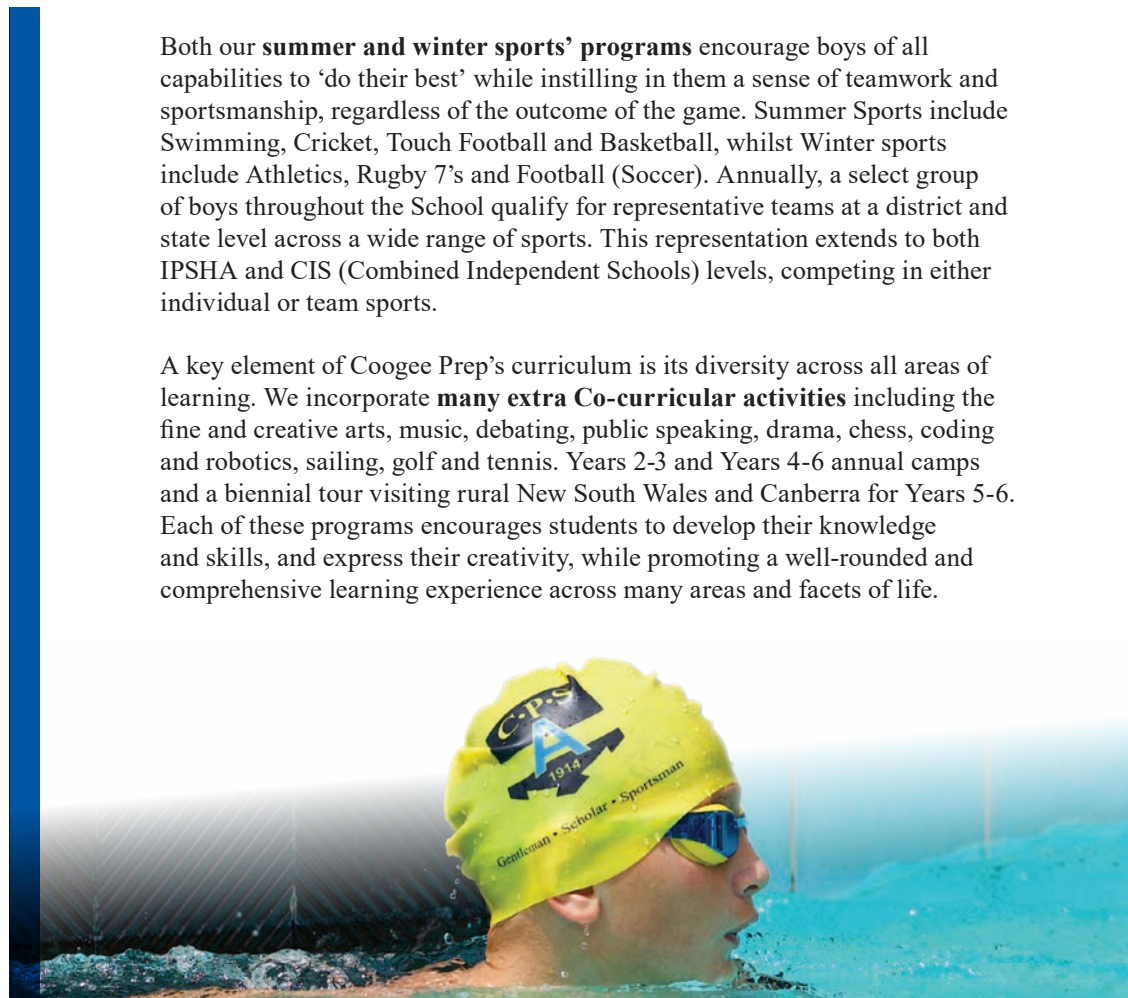 Both our summer and winter sports’ programs encourage boys of all
capabilities to ‘do their best’ while instilling in them a sense of teamwork and
sportsmanship, regardless of the outcome of the game. Summer Sports include
Swimming, Cricket, Touch Football and Basketball, whilst Winter sports
include Athletics, Rugby 7’s and Football (Soccer). Annually, a select group
of boys throughout the School qualify for representative teams at a district and
state level across a wide range of sports. This representation extends to both
IPSHA and CIS (Combined Independent Schools) levels, competing in either
individual or team sports.
A key element of Coogee Prep’s curriculum is its diversity across all areas of
learning. We incorporate many extra Co-curricular activities including the
fine and creative arts, music, debating, public speaking, drama, chess, coding
and robotics, sailing, golf and tennis. Years 2-3 and Years 4-6 annual camps
and a biennial tour visiting rural New South Wales and Canberra for Years 5-6.
Each of these programs encourages students to develop their knowledge
and skills, and express their creativity, while promoting a well-rounded and
comprehensive learning experience across many areas and facets of life.
C•P•S
A
1914
Gentleman • Scholar • Sportsman